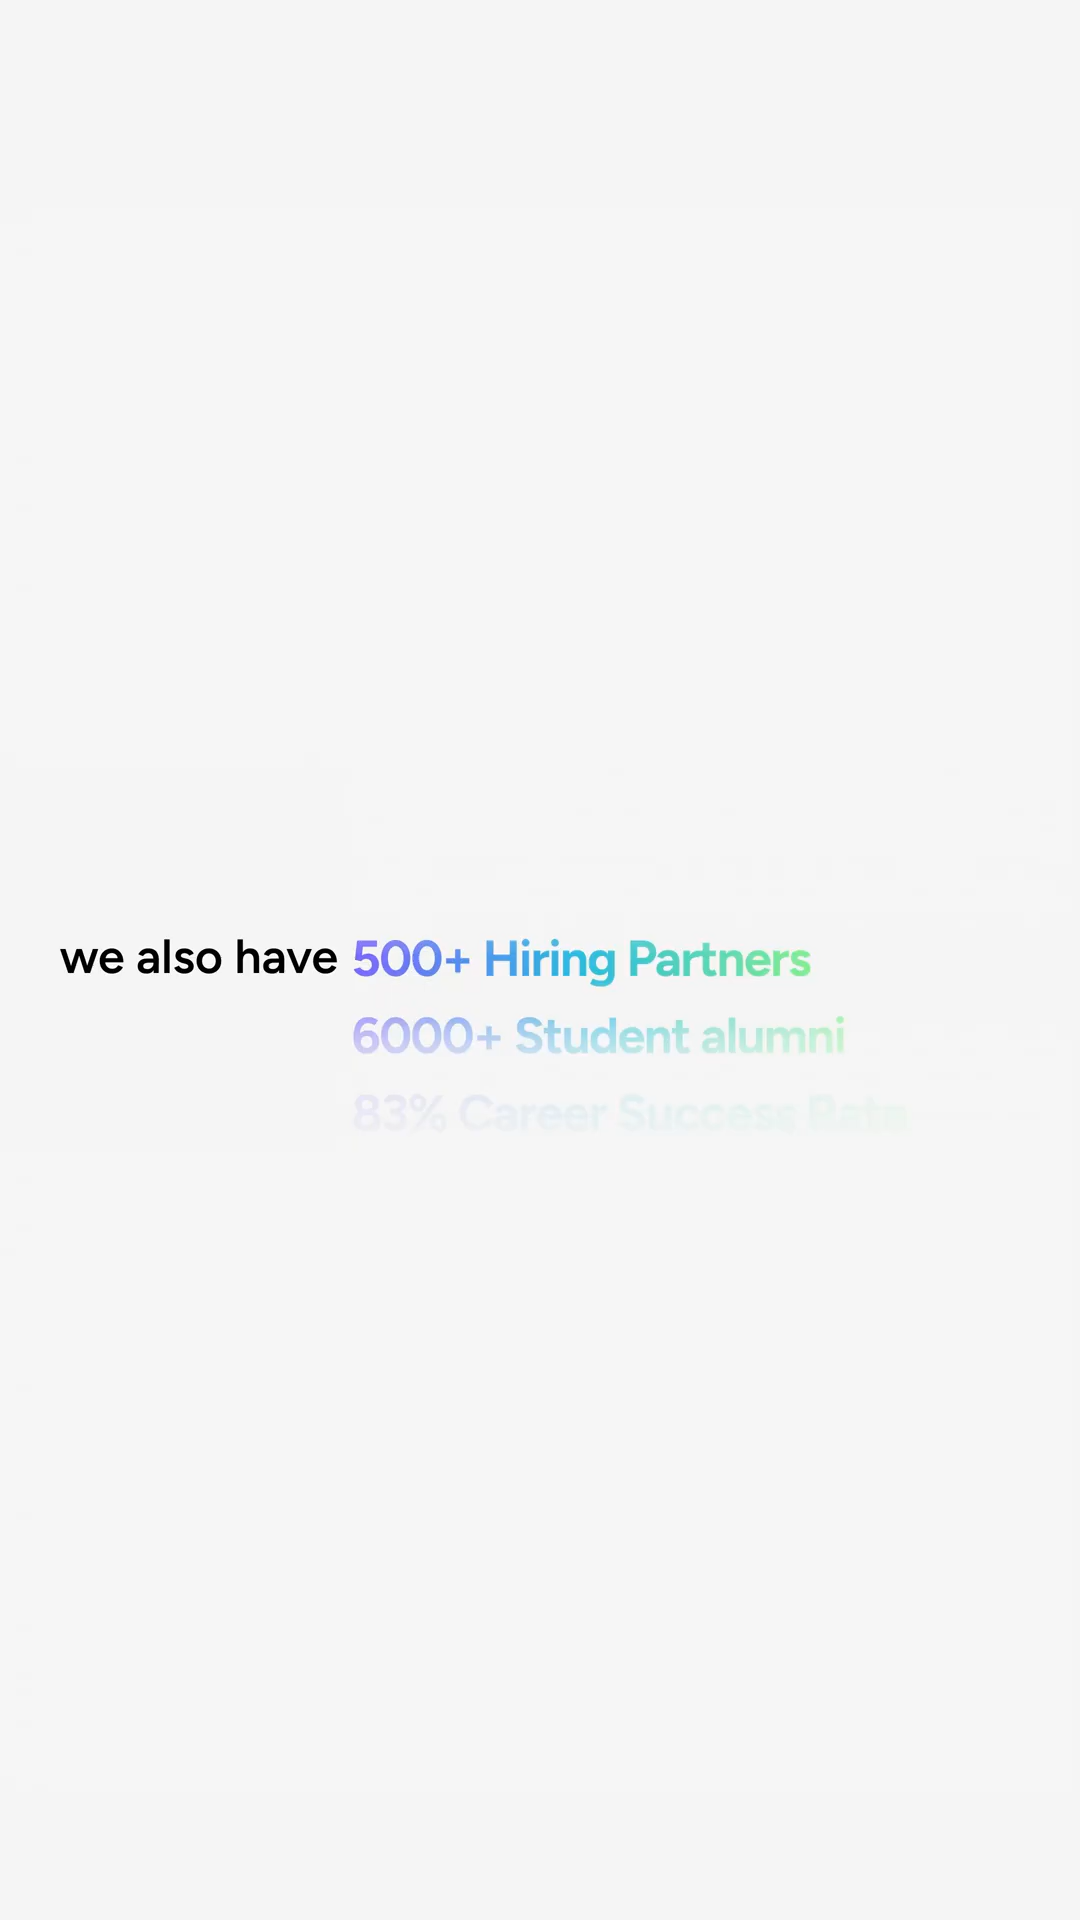 we also have 500+ Hiring Partners
6000+ Student alumni
83% Career Success Rate